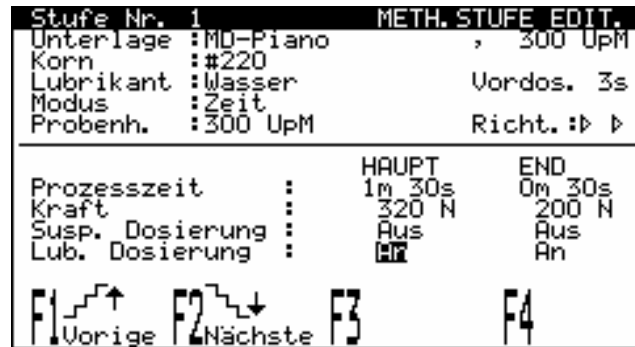 Stufe Nr. 1 METH. STUFE EDIT.
Unterlage :MD-Piano , 300 UpM
Korn :#220
Lubrikant :Wasser Vordos. 3s
Modus :Zeit
Probenh. :300 UpM Richt.:▷ ▷
HAUPT END
Prozesszeit : 1m 30s 0m 30s
Kraft : 320 N 200 N
Susp. Dosierung : Aus Aus
Lub. Dosierung : An An
F1 Vorige F2 Nächste F3 F4